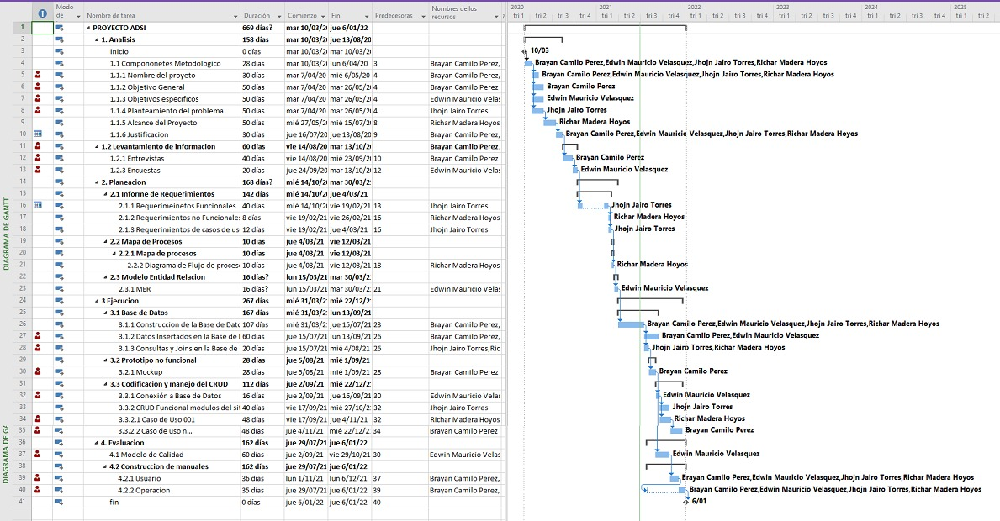 Modo de Nombre de tarea Duración Comienzo Fin Predecesoras Nombres de los recursos
2020 2021 2022 2023 2024 2025
tri 1 tri 2 tri 3 tri 4 tri 1 tri 2 tri 3 tri 4 tri 1 tri 2 tri 3 tri 4 tri 1 tri 2 tri 3 tri 4 tri 1 tri 2 tri 3 tri 4 tri 1 tri 2
1 PROYECTO ADSI 669 días? mar 10/03/20 jue 6/01/22
2 1. Analisis 158 días mar 10/03/20 jue 13/08/20
3 inicio 0 días mar 10/03/20 mar 10/03/20 10/03
4 1.1 Compononetes Metodologico 28 días mar 10/03/20 lun 6/04/20 3 Brayan Camilo Perez, Brayan Camilo Perez,Edwin Mauricio Velasquez,Jhojn Jairo Torres,Richar Madera Hoyos
5 1.1.1 Nombre del proyeto 30 días mar 7/04/20 mié 6/05/20 4 Brayan Camilo Perez, Brayan Camilo Perez,Edwin Mauricio Velasquez,Jhojn Jairo Torres,Richar Madera Hoyos
6 1.1.2 Objetivo General 50 días mar 7/04/20 mar 26/05/20 4 Brayan Camilo Perez Brayan Camilo Perez
7 1.1.3 Objetivos especificos 50 días mar 7/04/20 mar 26/05/20 4 Edwin Mauricio Velas Edwin Mauricio Velasquez
8 1.1.4 Planteamiento del problema 50 días mar 7/04/20 mar 26/05/20 4 Jhojn Jairo Torres Jhojn Jairo Torres
9 1.1.5 Alcance del Proyecto 50 días mié 27/05/20 mié 15/07/20 8 Richar Madera Hoyos Richar Madera Hoyos
10 1.1.6 Justificacion 30 días jue 16/07/20 jue 13/08/20 9 Brayan Camilo Perez, Brayan Camilo Perez,Edwin Mauricio Velasquez,Jhojn Jairo Torres,Richar Madera Hoyos
11 1.2 Levantamiento de informacion 60 días vie 14/08/20 mar 13/10/20 Brayan Camilo Perez,
12 1.2.1 Entrevistas 40 días vie 14/08/20 mié 23/09/20 10 Brayan Camilo Perez Brayan Camilo Perez
13 1.2.2 Encuestas 20 días jue 24/09/20 mar 13/10/20 12 Edwin Mauricio Velas Edwin Mauricio Velasquez
14 2. Planeacion 168 días? mié 14/10/20 mar 30/03/21
15 2.1 Informe de Requerimientos 142 días mié 14/10/20 jue 4/03/21
16 2.1.1 Requerimeinetos Funcionales 40 días mié 14/10/20 vie 19/02/21 13 Jhojn Jairo Torres Jhojn Jairo Torres
17 2.1.2 Requerimientos no Funcionale 8 días vie 19/02/21 vie 26/02/21 16 Richar Madera Hoyos Richar Madera Hoyos
18 2.1.3 Requerimientos de casos de us 12 días vie 19/02/21 jue 4/03/21 16 Jhojn Jairo Torres Jhojn Jairo Torres
19 2.2 Mapa de Procesos 10 días jue 4/03/21 vie 12/03/21
20 2.2.1 Mapa de procesos 10 días jue 4/03/21 vie 12/03/21
21 2.2.2 Diagrama de Flujo de proces 10 días jue 4/03/21 vie 12/03/21 18 Richar Madera Hoyos Richar Madera Hoyos
22 2.3 Modelo Entidad Relacion 16 días? lun 15/03/21 mar 30/03/21
23 2.3.1 MER 16 días? lun 15/03/21 mar 30/03/21 21 Edwin Mauricio Velas Edwin Mauricio Velasquez
24 3 Ejecucion 267 días mié 31/03/21 mié 22/12/21
25 3.1 Base de Datos 167 días mié 31/03/21 lun 13/09/21
26 3.1.1 Construccion de la Base de Dato 107 días mié 31/03/21 jue 15/07/21 23 Brayan Camilo Perez, Brayan Camilo Perez,Edwin Mauricio Velasquez,Jhojn Jairo Torres,Richar Madera Hoyos
27 3.1.2 Datos Insertados en la Base de 60 días jue 15/07/21 lun 13/09/21 26 Brayan Camilo Perez, Brayan Camilo Perez,Edwin Mauricio Velasquez
28 3.1.3 Consultas y Joins en la Base de 20 días jue 15/07/21 mié 4/08/21 26 Jhojn Jairo Torres,Ric Jhojn Jairo Torres,Richar Madera Hoyos
29 3.2 Prototipo no funcional 28 días jue 5/08/21 mié 1/09/21
30 3.2.1 Mockup 28 días jue 5/08/21 mié 1/09/21 28 Brayan Camilo Perez Brayan Camilo Perez
31 3.3 Codificacion y manejo del CRUD 112 días jue 2/09/21 mié 22/12/21
32 3.3.1 Conexión a Base de Datos 16 días jue 2/09/21 jue 16/09/21 30 Edwin Mauricio Velas Edwin Mauricio Velasquez
33 3.3.2 CRUD Funcional modulos del si 40 días vie 17/09/21 mié 27/10/21 32 Jhojn Jairo Torres Jhojn Jairo Torres
34 3.3.2.1 Caso de Uso 001 48 días vie 17/09/21 jue 4/11/21 32 Richar Madera Hoyos Richar Madera Hoyos
35 3.3.2.2 Caso de uso n... 48 días jue 4/11/21 mié 22/12/21 34 Brayan Camilo Perez Brayan Camilo Perez
36 4. Evaluacion 162 días jue 29/07/21 jue 6/01/22
37 4.1 Modelo de Calidad 60 días jue 2/09/21 vie 29/10/21 30 Edwin Mauricio Velas Edwin Mauricio Velasquez
38 4.2 Construccion de manuales 162 días jue 29/07/21 jue 6/01/22
39 4.2.1 Usuario 36 días lun 1/11/21 lun 6/12/21 37 Brayan Camilo Perez, Brayan Camilo Perez,Edwin Mauricio Velasquez,Jhojn Jairo Torres,Richar Madera Hoyos
40 4.2.2 Operacion 35 días jue 29/07/21 jue 6/01/22 39 Brayan Camilo Perez, Brayan Camilo Perez,Edwin Mauricio Velasquez,Jhojn Jairo Torres,Richar Madera Hoyos
41 fin 0 días jue 6/01/22 jue 6/01/22 40 6/01
DIAGRAMA DE GANTT
DIAGRAMA DE GA